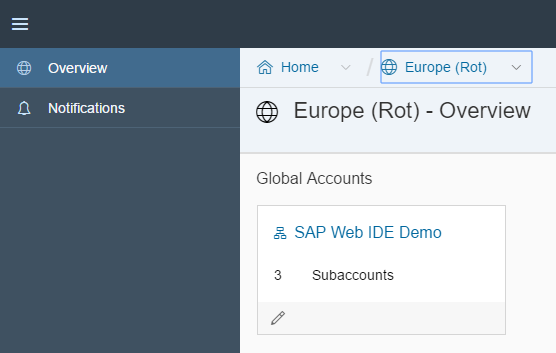 Overview
Notifications
Home / Europe (Rot)
Europe (Rot) - Overview
Global Accounts
SAP Web IDE Demo
3 Subaccounts